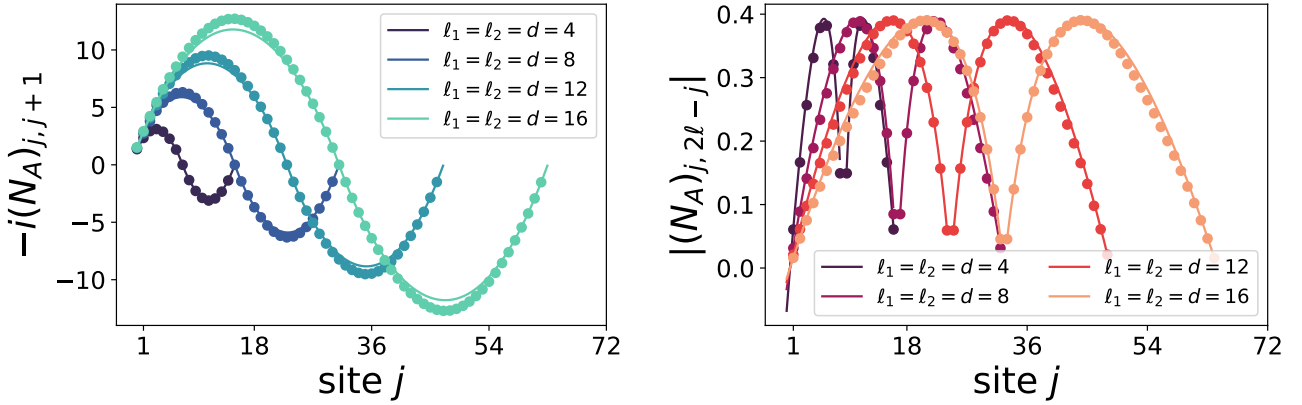 −i(N_A)_{j, j+1}
10
5
0
−5
−10
ℓ₁ = ℓ₂ = d = 4
ℓ₁ = ℓ₂ = d = 8
ℓ₁ = ℓ₂ = d = 12
ℓ₁ = ℓ₂ = d = 16
1 18 36 54 72
site j
|(N_A)_{j, 2ℓ−j}|
0.4
0.3
0.2
0.1
0.0
ℓ₁ = ℓ₂ = d = 4 ℓ₁ = ℓ₂ = d = 12
ℓ₁ = ℓ₂ = d = 8 ℓ₁ = ℓ₂ = d = 16
1 18 36 54 72
site j